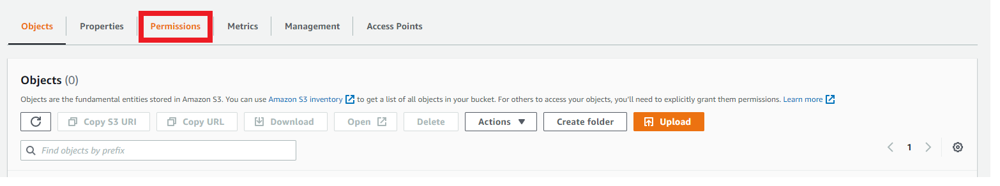 Objects Properties Permissions Metrics Management Access Points
Objects (0)
Objects are the fundamental entities stored in Amazon S3. You can use Amazon S3 inventory to get a list of all objects in your bucket. For others to access your objects, you'll need to explicitly grant them permissions. Learn more
Copy S3 URI Copy URL Download Open Delete Actions Create folder Upload
Find objects by prefix 1